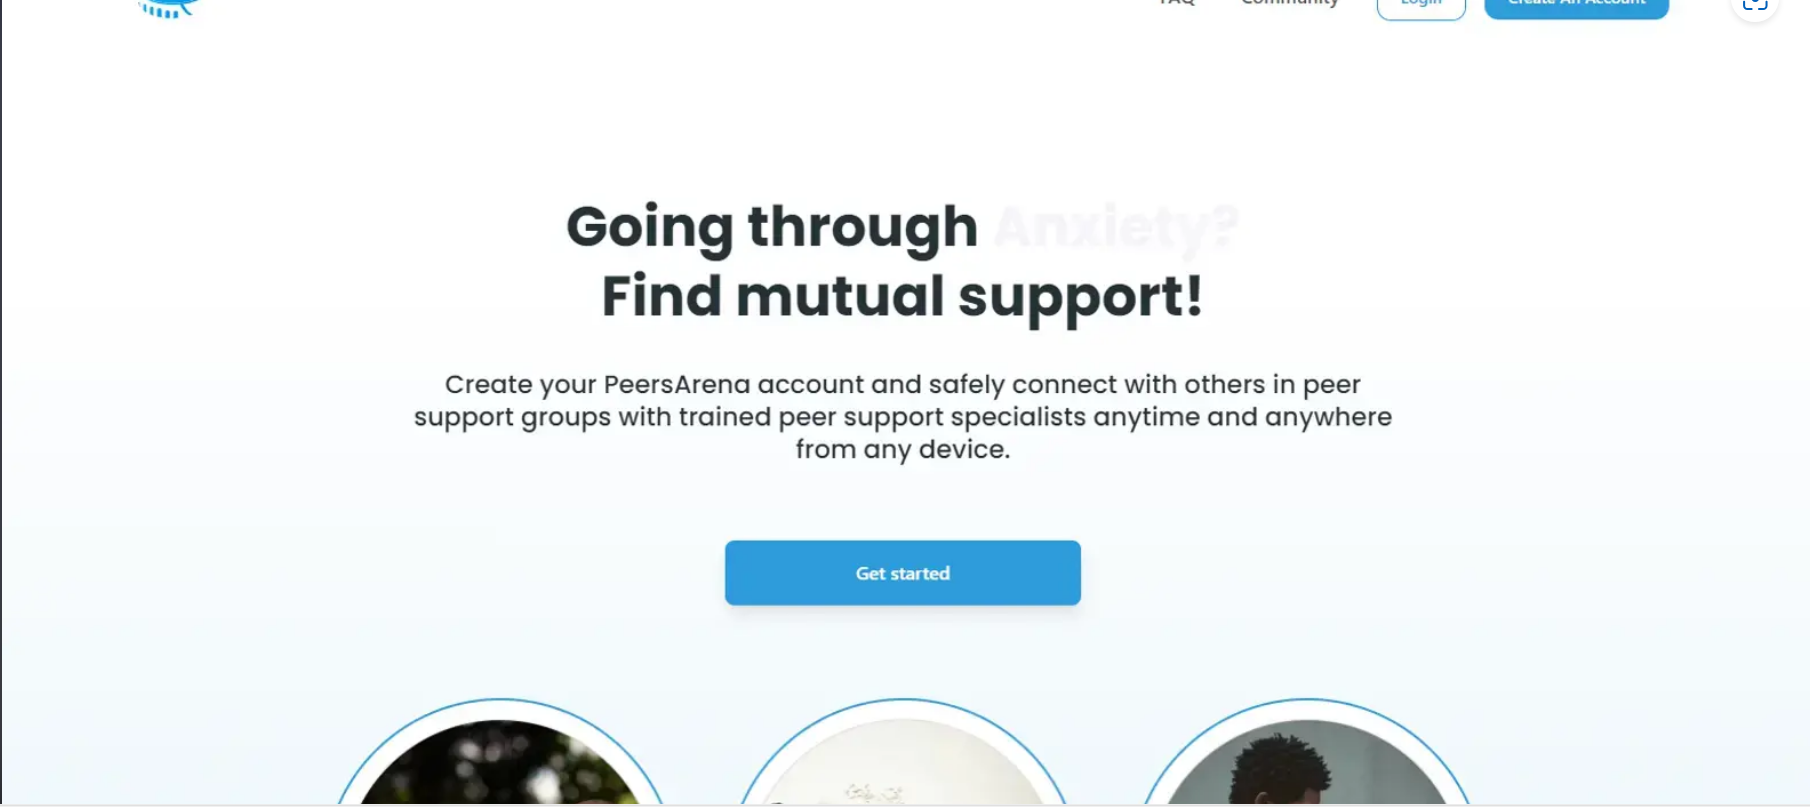 FAQ Community Login Create An Account
Going through Anxiety?
Find mutual support!
Create your PeersArena account and safely connect with others in peer
support groups with trained peer support specialists anytime and anywhere
from any device.
Get started